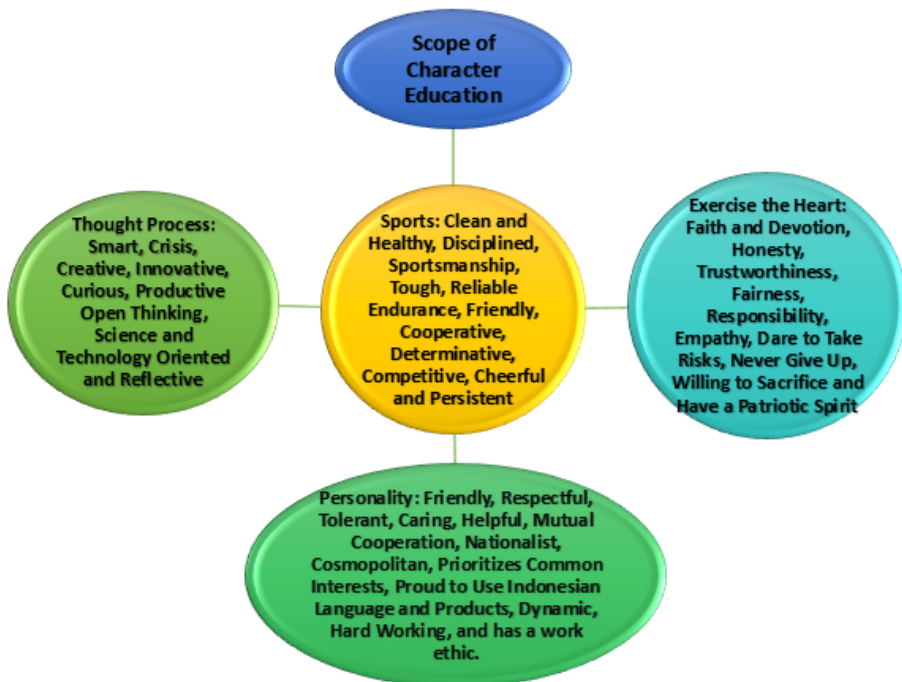 Scope of
Character
Education
Thought Process:
Smart, Crisis,
Creative, Innovative,
Curious, Productive
Open Thinking,
Science and
Technology Oriented
and Reflective
Sports: Clean and
Healthy, Disciplined,
Sportsmanship,
Tough, Reliable
Endurance, Friendly,
Cooperative,
Determinative,
Competitive, Cheerful
and Persistent
Exercise the Heart:
Faith and Devotion,
Honesty,
Trustworthiness,
Fairness,
Responsibility,
Empathy, Dare to Take
Risks, Never Give Up,
Willing to Sacrifice and
Have a Patriotic Spirit
Personality: Friendly, Respectful,
Tolerant, Caring, Helpful, Mutual
Cooperation, Nationalist,
Cosmopolitan, Prioritizes Common
Interests, Proud to Use Indonesian
Language and Products, Dynamic,
Hard Working, and has a work
ethic.